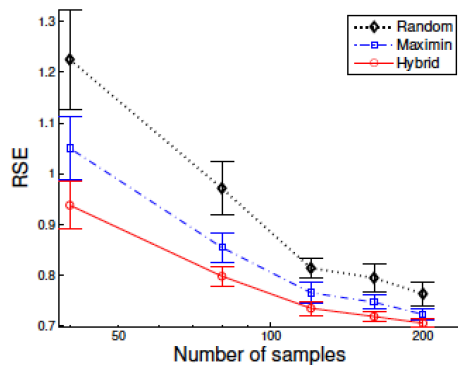 1.3
1.2
1.1
1
0.9
0.8
0.7
RSE
Random
Maximin
Hybrid
50
100
200
Number of samples